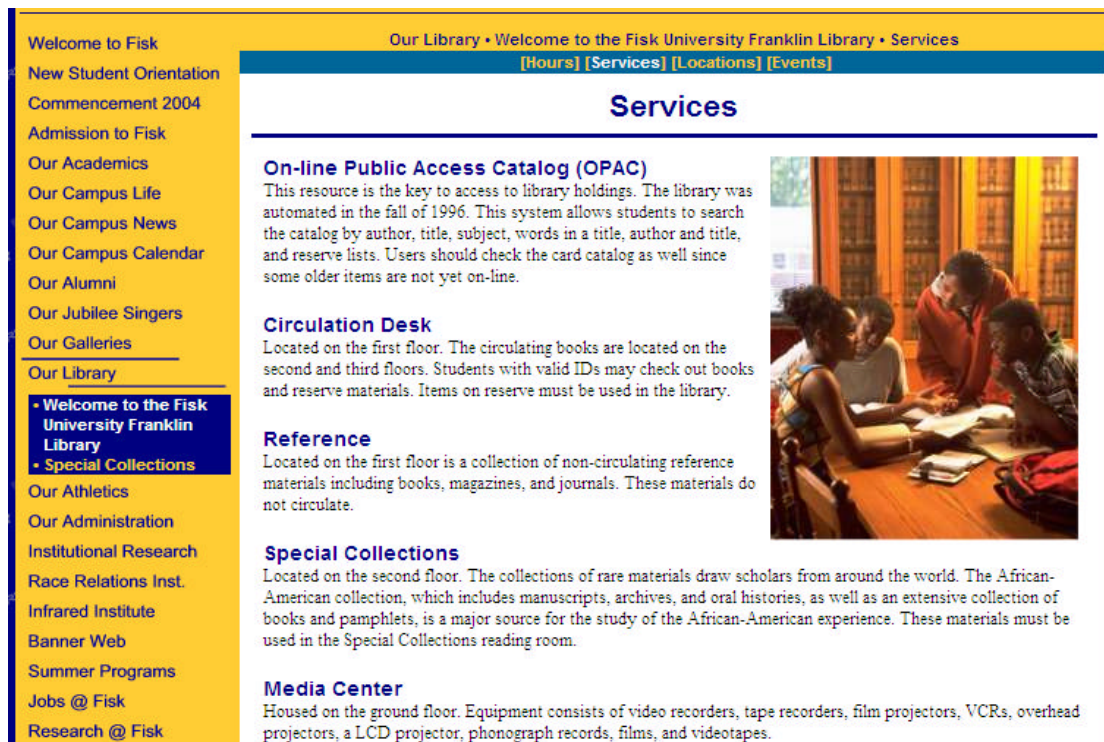 Welcome to Fisk
New Student Orientation
Commencement 2004
Admission to Fisk
Our Academics
Our Campus Life
Our Campus News
Our Campus Calendar
Our Alumni
Our Jubilee Singers
Our Galleries
Our Library
• Welcome to the Fisk
University Franklin
Library
• Special Collections
Our Athletics
Our Administration
Institutional Research
Race Relations Inst.
Infrared Institute
Banner Web
Summer Programs
Jobs @ Fisk
Research @ Fisk
Our Library • Welcome to the Fisk University Franklin Library • Services
[Hours] [Services] [Locations] [Events]
Services
On-line Public Access Catalog (OPAC)
This resource is the key to access to library holdings. The library was
automated in the fall of 1996. This system allows students to search
the catalog by author, title, subject, words in a title, author and title,
and reserve lists. Users should check the card catalog as well since
some older items are not yet on-line.
Circulation Desk
Located on the first floor. The circulating books are located on the
second and third floors. Students with valid IDs may check out books
and reserve materials. Items on reserve must be used in the library.
Reference
Located on the first floor is a collection of non-circulating reference
materials including books, magazines, and journals. These materials do
not circulate.
Special Collections
Located on the second floor. The collections of rare materials draw scholars from around the world. The African-
American collection, which includes manuscripts, archives, and oral histories, as well as an extensive collection of
books and pamphlets, is a major source for the study of the African-American experience. These materials must be
used in the Special Collections reading room.
Media Center
Housed on the ground floor. Equipment consists of video recorders, tape recorders, film projectors, VCRs, overhead
projectors, a LCD projector, phonograph records, films, and videotapes.